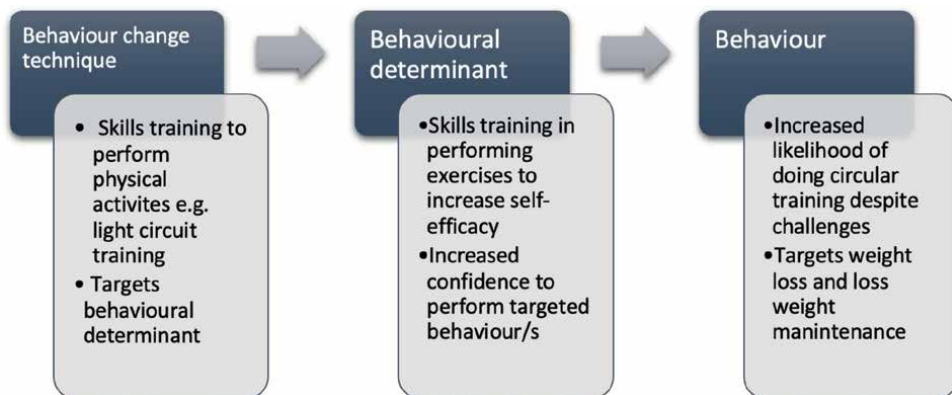 Behaviour change
technique
• Skills training to
perform
physical
activites e.g.
light circuit
training
• Targets
behavioural
determinant
Behavioural
determinant
•Skills training in
performing
exercises to
increase self-
efficacy
•Increased
confidence to
perform targeted
behaviour/s
Behaviour
•Increased
likelihood of
doing circular
training despite
challenges
•Targets weight
loss and loss
weight
manintenance